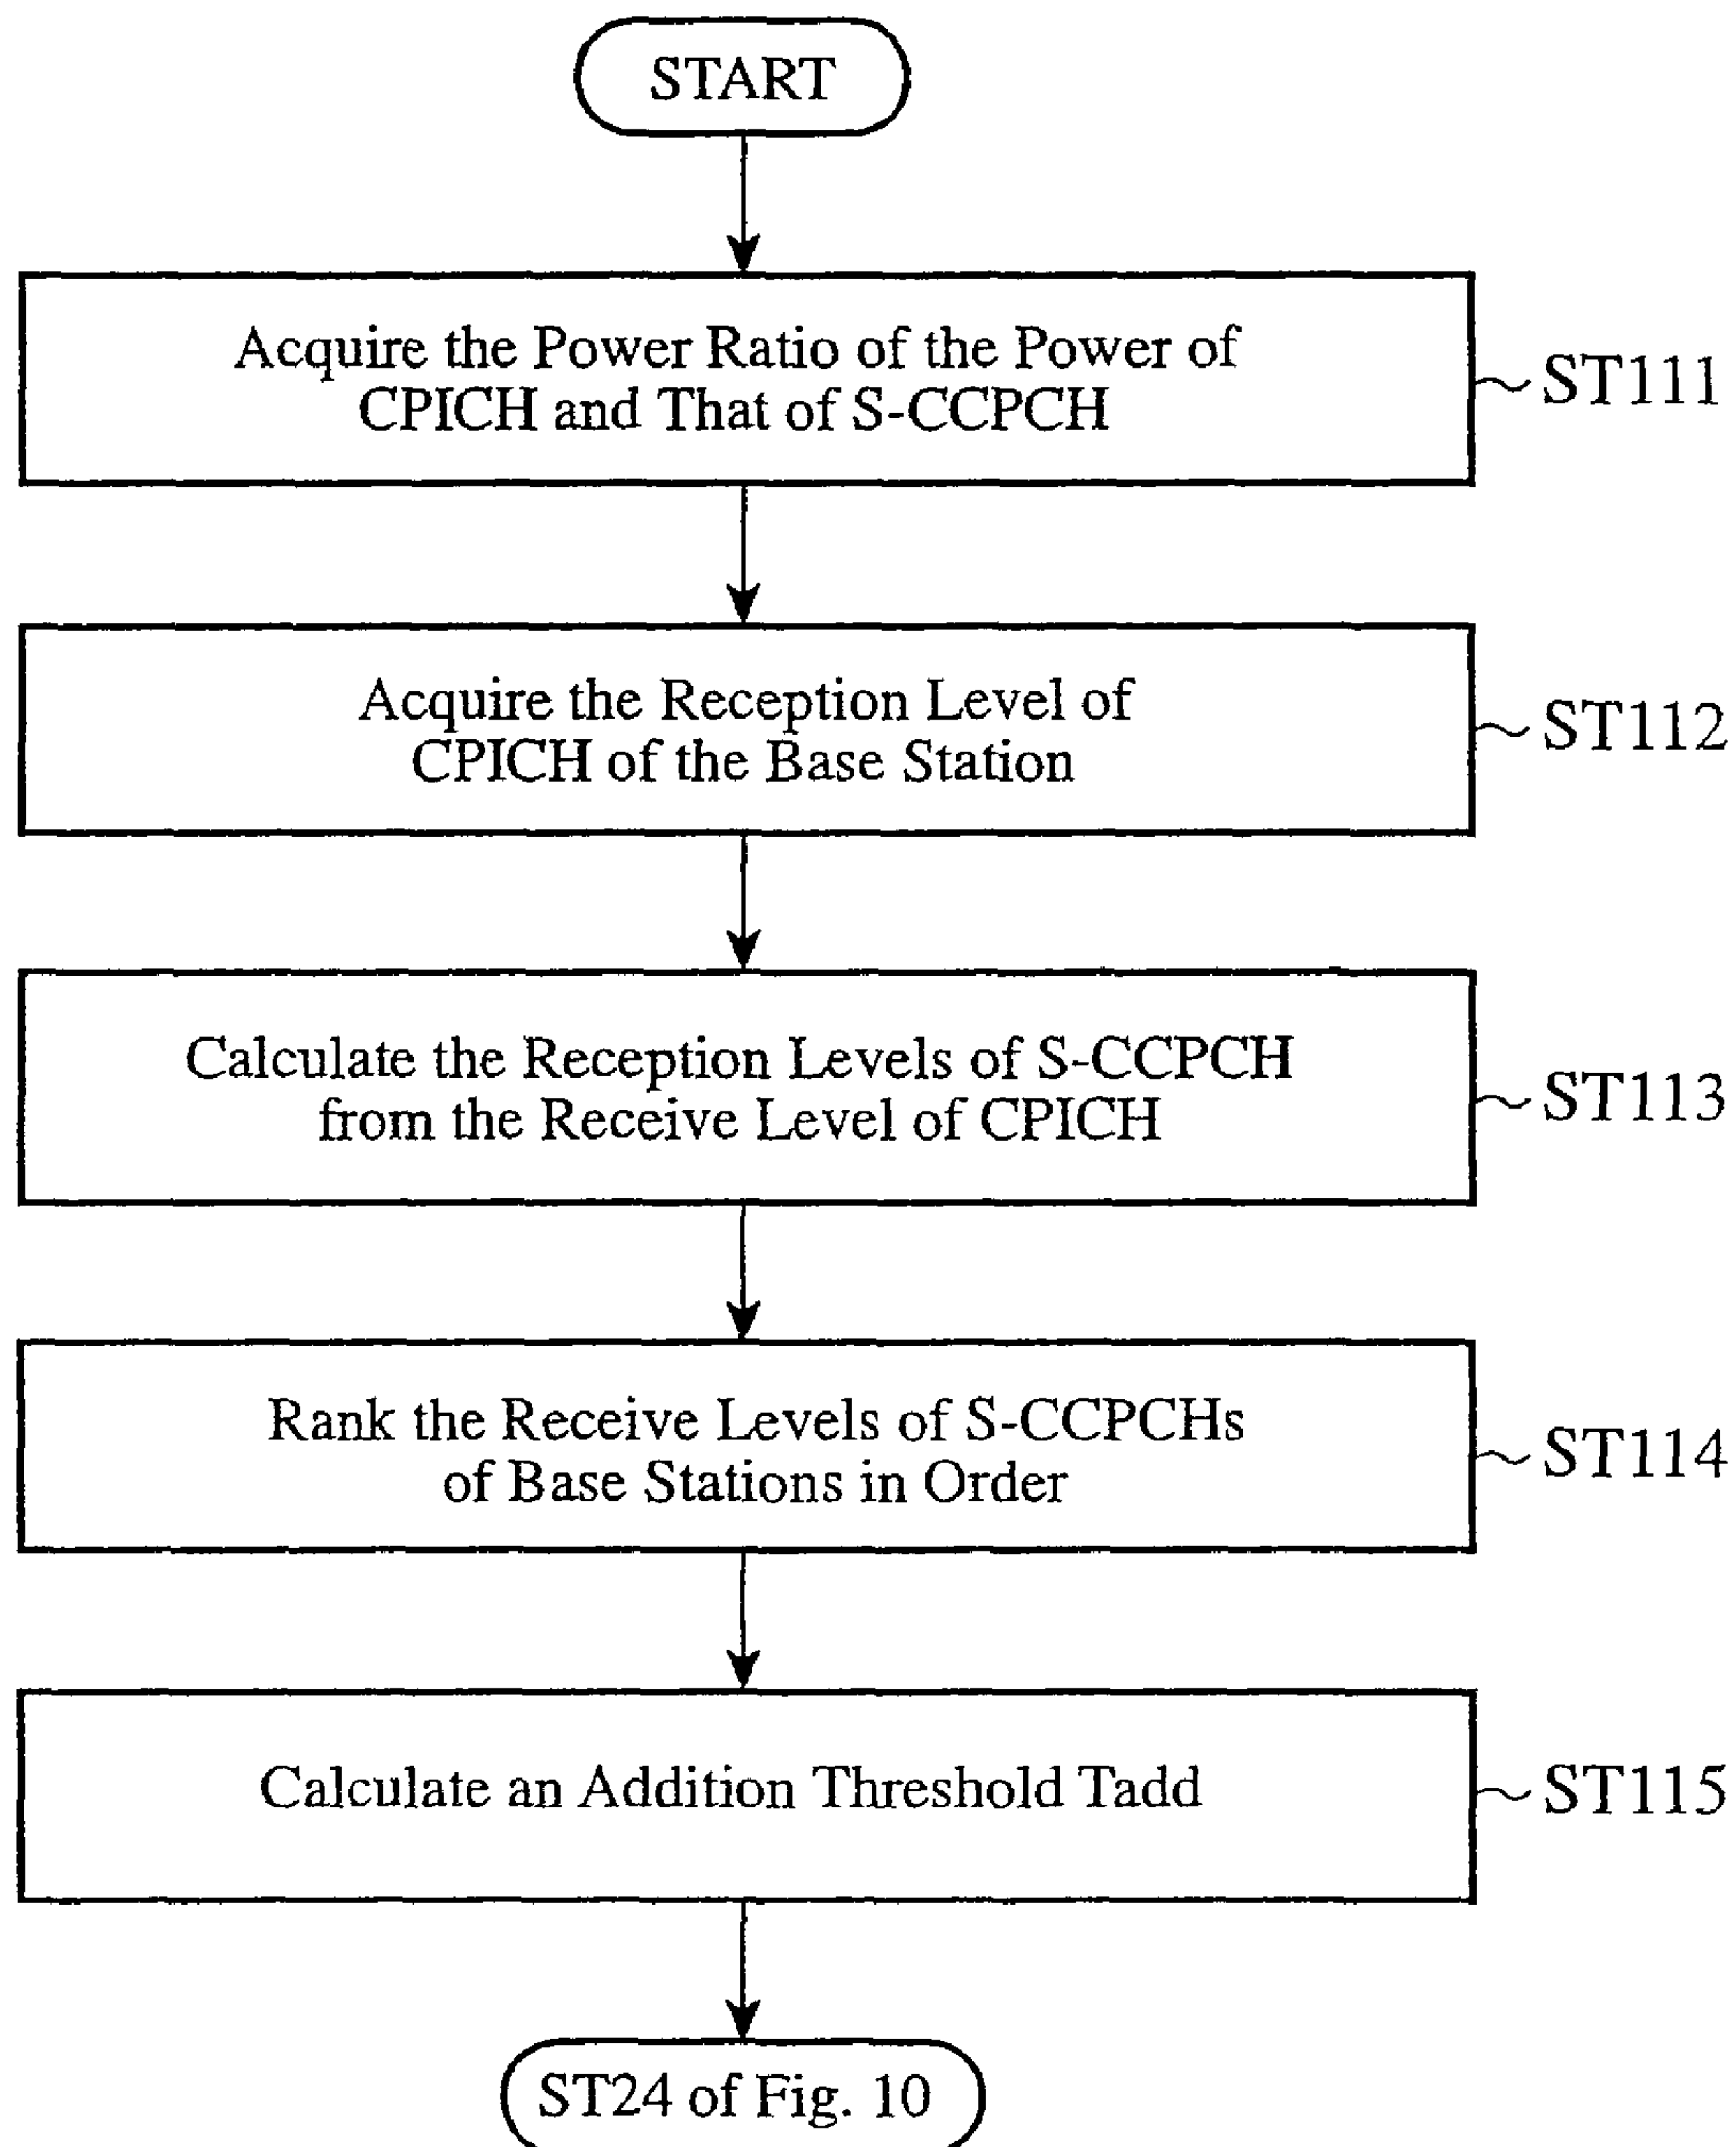 START
Acquire the Power Ratio of the Power of
CPICH and That of S-CCPCH
ST111
Acquire the Reception Level of
CPICH of the Base Station
ST112
Calculate the Reception Levels of S-CCPCH
from the Receive Level of CPICH
ST113
Rank the Receive Levels of S-CCPCHs
of Base Stations in Order
ST114
Calculate an Addition Threshold Tadd
ST115
ST24 of Fig. 10